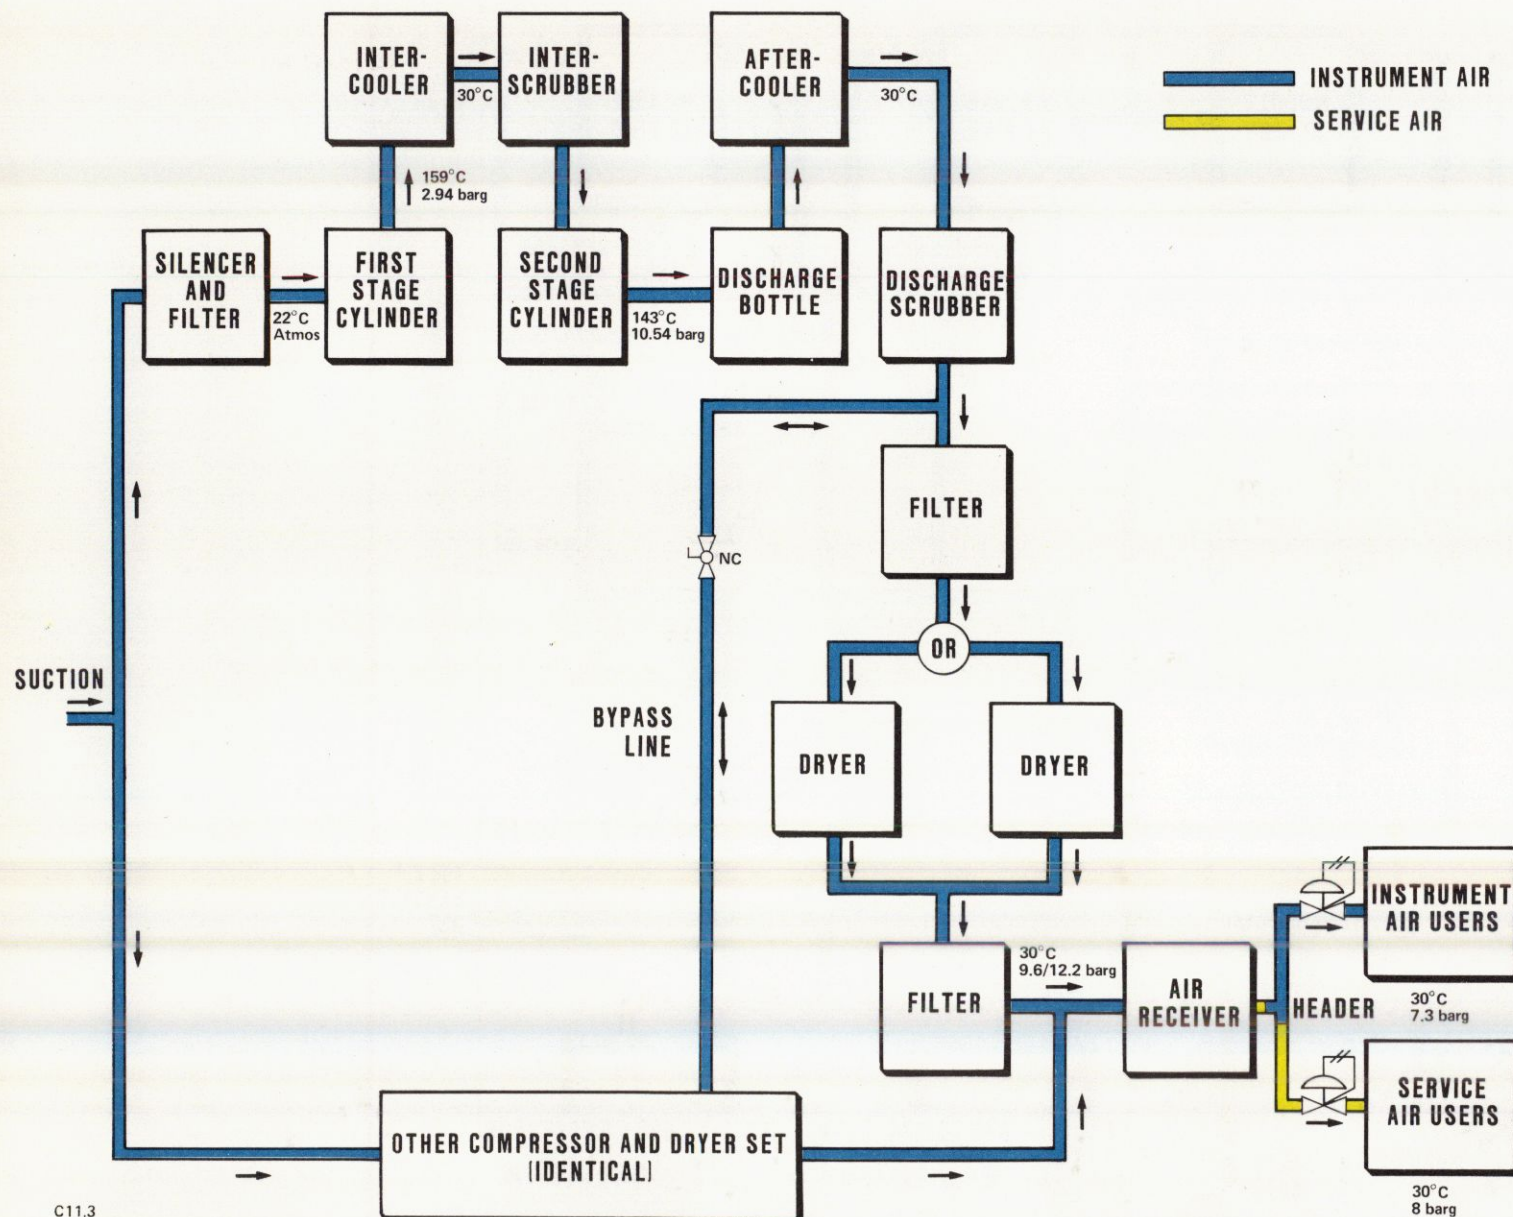 INTER-
COOLER
30°C
INTER-
SCRUBBER
AFTER-
COOLER
30°C
INSTRUMENT AIR
SERVICE AIR
159°C
2.94 barg
SILENCER
AND
FILTER
22°C
Atmos
FIRST
STAGE
CYLINDER
SECOND
STAGE
CYLINDER
143°C
10.54 barg
DISCHARGE
BOTTLE
DISCHARGE
SCRUBBER
FILTER
NC
OR
SUCTION
BYPASS
LINE
DRYER
DRYER
FILTER
30°C
9.6/12.2 barg
AIR
RECEIVER
HEADER
INSTRUMENT
AIR USERS
30°C
7.3 barg
SERVICE
AIR USERS
30°C
8 barg
OTHER COMPRESSOR AND DRYER SET
(IDENTICAL)
C11.3